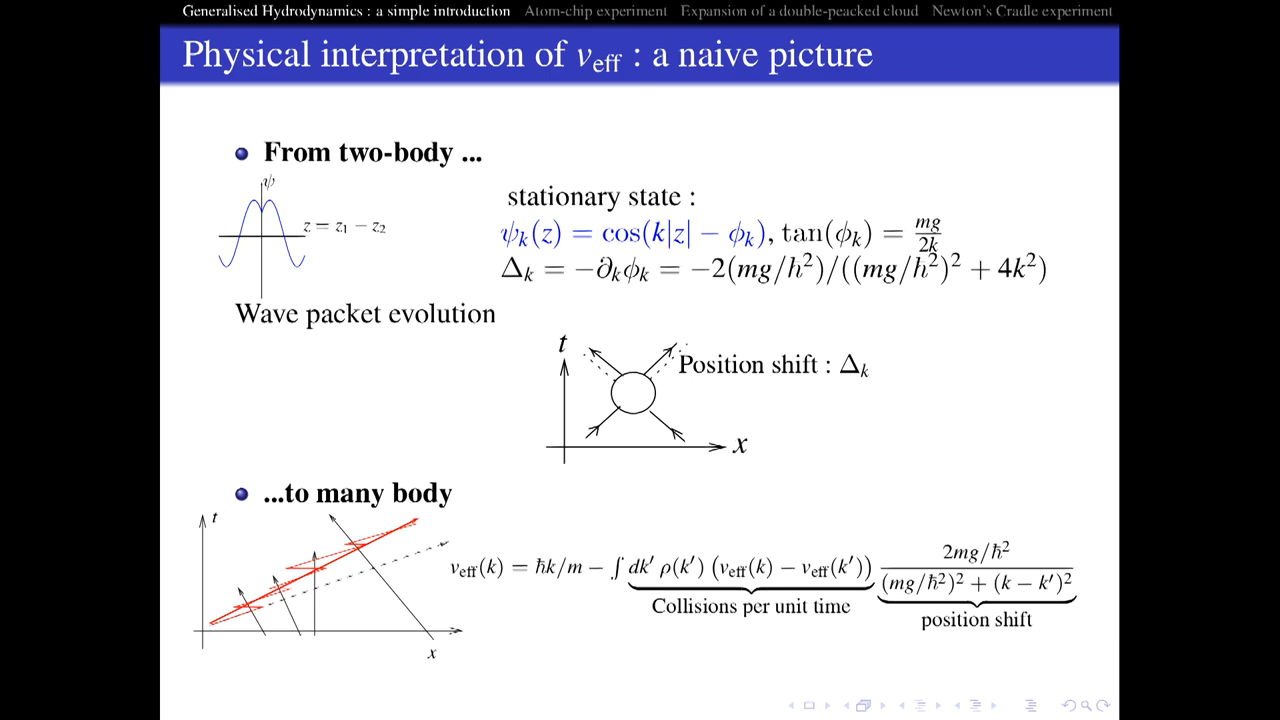 Generalised Hydrodynamics : a simple introduction Atom-chip experiment Expansion of a double-peacked cloud Newton's Cradle experiment
Physical interpretation of v_eff : a naive picture
From two-body ...
ψ
z = z₁ − z₂
stationary state :
ψ_k(z) = cos(k|z| − ϕ_k), tan(ϕ_k) = mg/2k
Δ_k = −∂_kϕ_k = −2(mg/ħ²)/((mg/ħ²)² + 4k²)
Wave packet evolution
t
Position shift : Δ_k
x
...to many body
t
v_eff(k) = ħk/m − ∫ dk′ ρ(k′) (v_eff(k) − v_eff(k′)) 2mg/ħ² / (mg/ħ²)² + (k − k′)²
Collisions per unit time
position shift
x